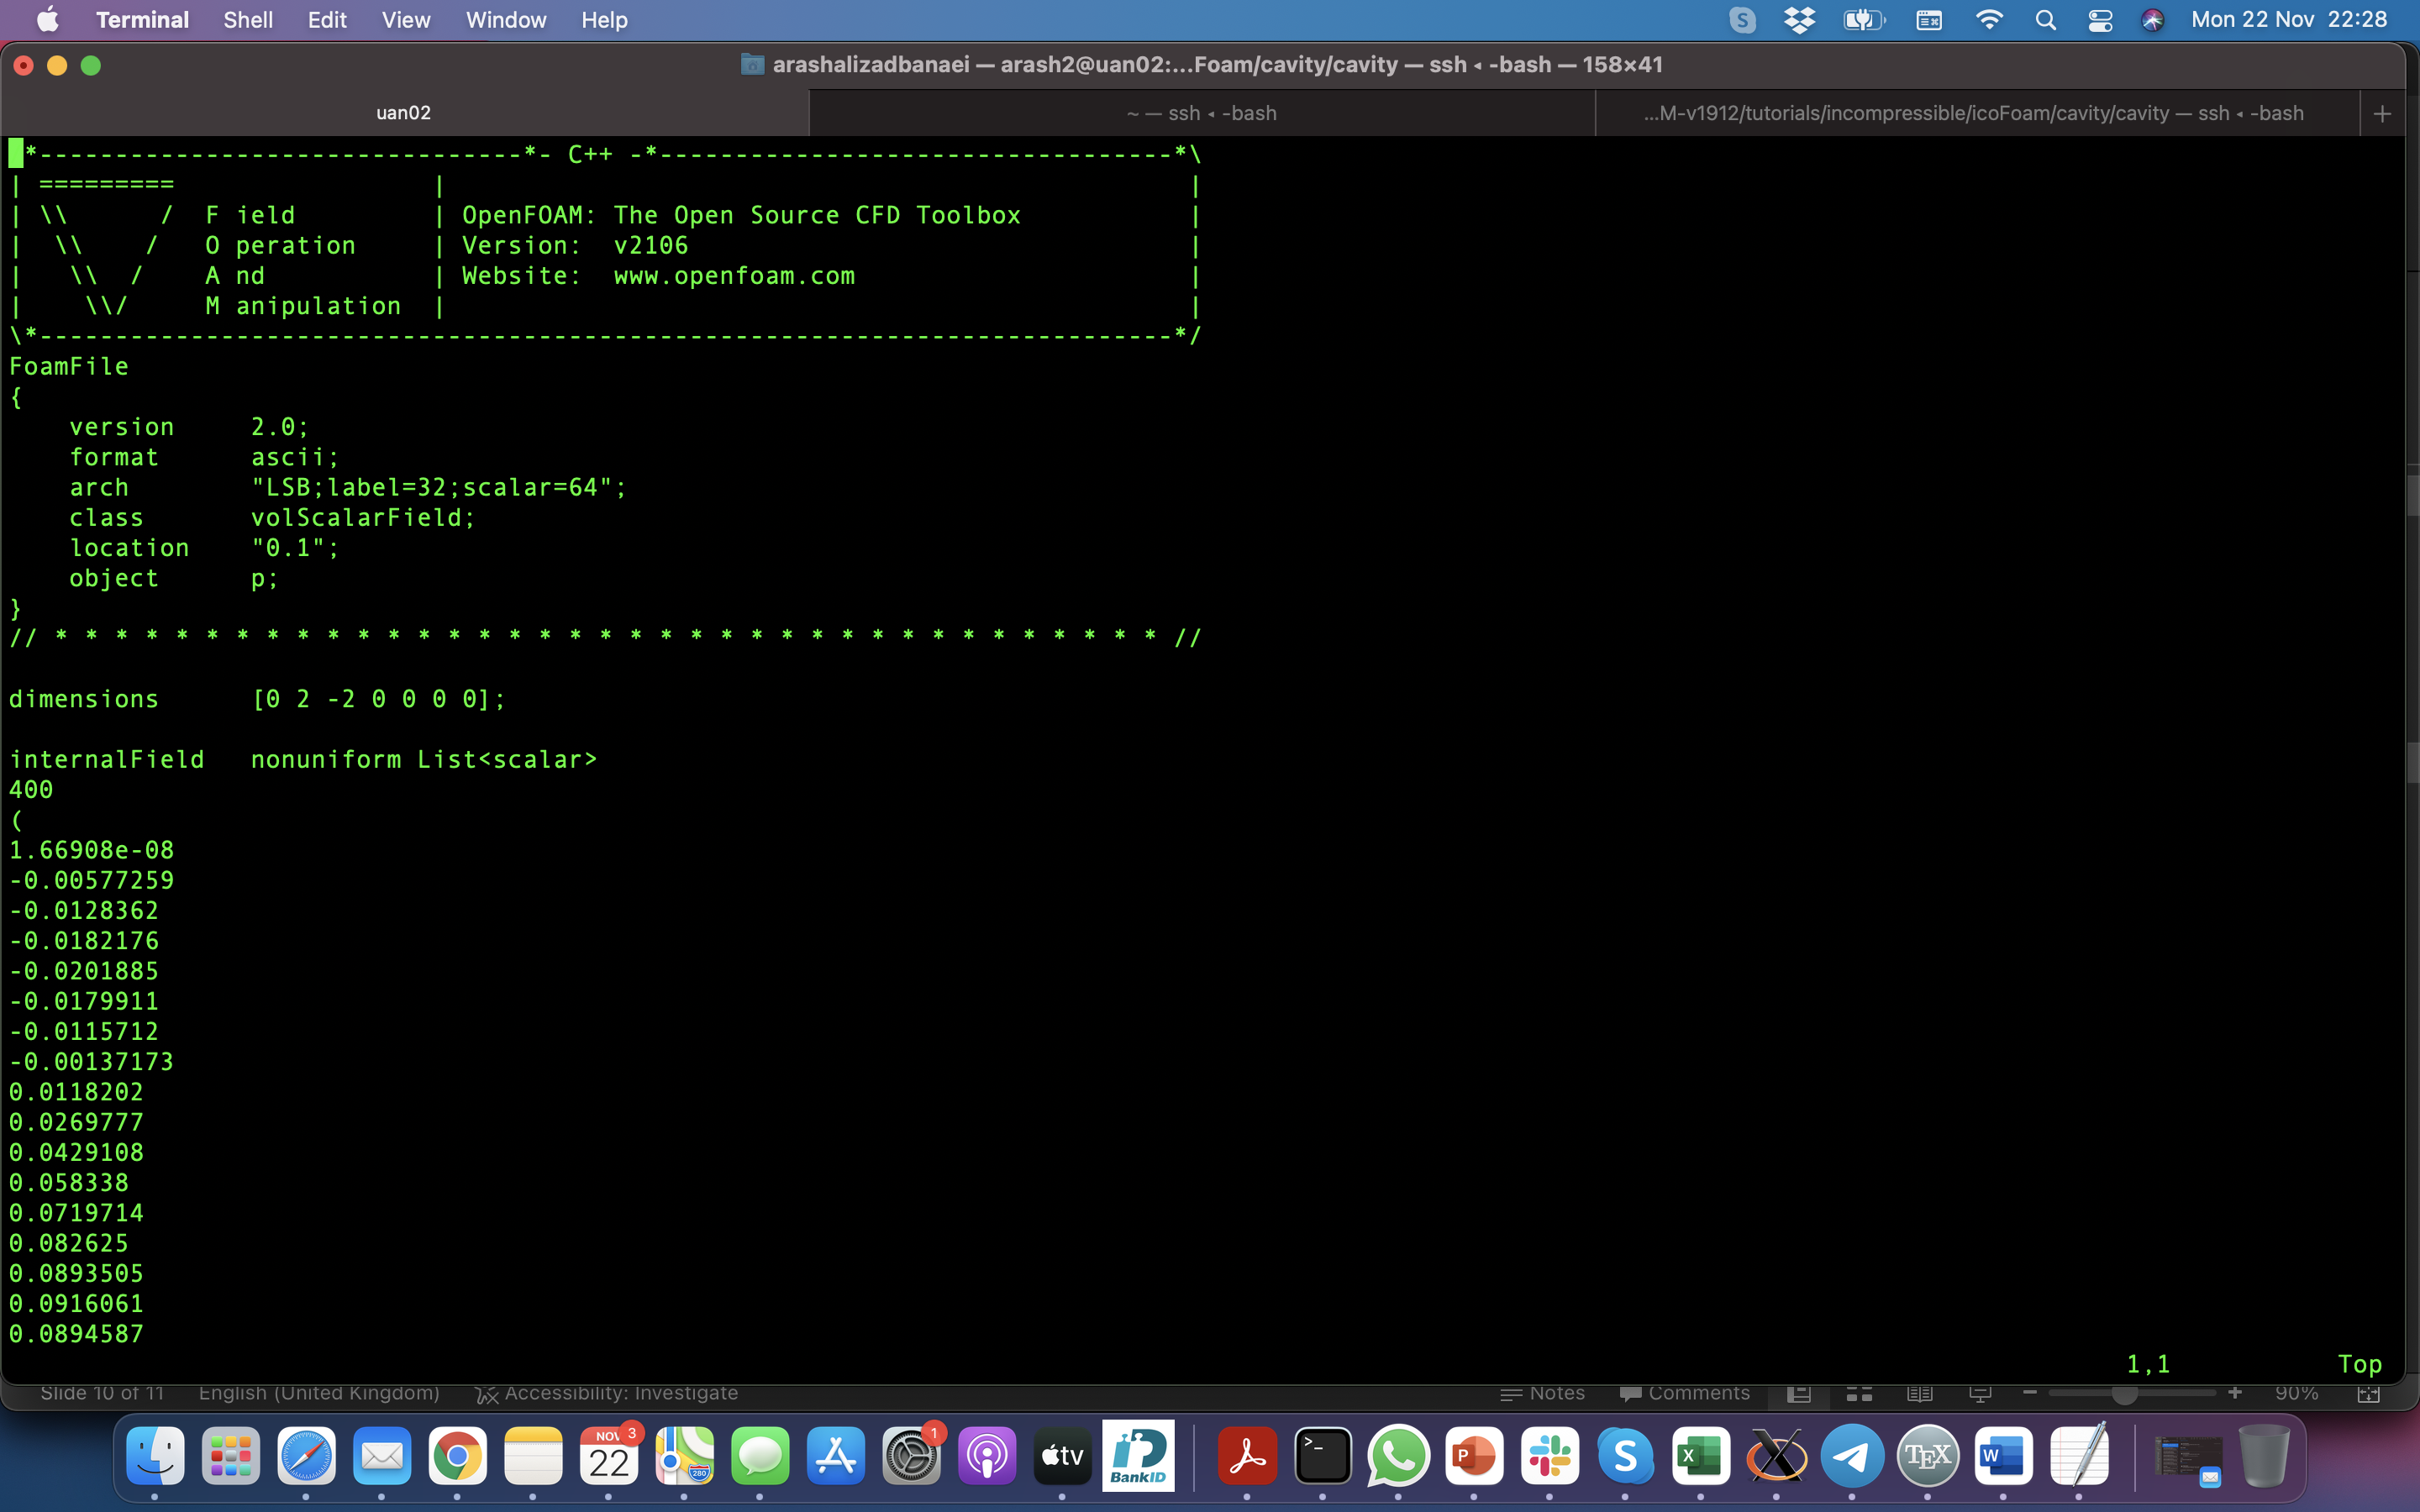 Terminal Shell Edit View Window Help Mon 22 Nov 22:28
arashalizadbanaei — arash2@uan02:...Foam/cavity/cavity — ssh ◂ -bash — 158×41
uan02 ~ — ssh ◂ -bash ...M-v1912/tutorials/incompressible/icoFoam/cavity/cavity — ssh ◂ -bash +
*--------------------------------*- C++ -*----------------------------------*\
| =========                 |                                                 |
| \\      /  F ield         | OpenFOAM: The Open Source CFD Toolbox           |
|  \\    /   O peration     | Version:  v2106                                 |
|   \\  /    A nd           | Website:  www.openfoam.com                      |
|    \\/     M anipulation  |                                                 |
\*---------------------------------------------------------------------------*/
FoamFile
{
    version     2.0;
    format      ascii;
    arch        "LSB;label=32;scalar=64";
    class       volScalarField;
    location    "0.1";
    object      p;
}
// * * * * * * * * * * * * * * * * * * * * * * * * * * * * * * * * * * * * * //
dimensions      [0 2 -2 0 0 0 0];
internalField   nonuniform List<scalar>
400
(
1.66908e-08
-0.00577259
-0.0128362
-0.0182176
-0.0201885
-0.0179911
-0.0115712
-0.00137173
0.0118202
0.0269777
0.0429108
0.058338
0.0719714
0.082625
0.0893505
0.0916061
0.0894587
1,1 Top
Slide 10 of 11 English (United Kingdom) Accessibility: Investigate Notes Comments 90%
NOV 22 3
280
1
tv
BankID
P
S
X
TEX
W